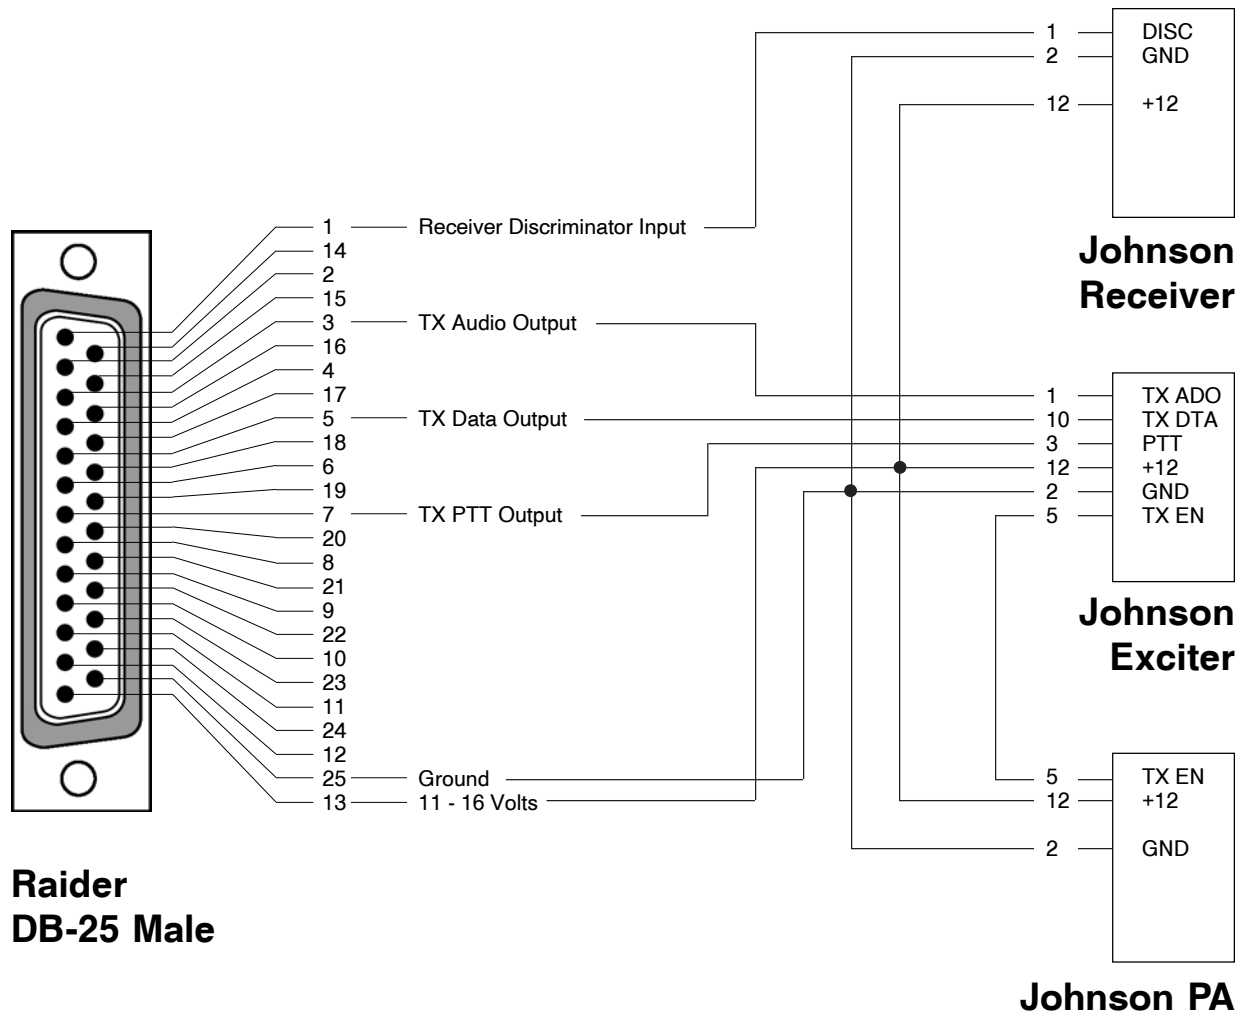 1 DISC
2 GND
12 +12
Johnson
Receiver
1 Receiver Discriminator Input
14
2
15
3 TX Audio Output
16
4
17
5 TX Data Output
18
6
19
7 TX PTT Output
20
8
21
9
22
10
23
11
24
12
25 Ground
13 11 - 16 Volts
Raider
DB-25 Male
1 TX ADO
10 TX DTA
3 PTT
12 +12
2 GND
5 TX EN
Johnson
Exciter
5 TX EN
12 +12
2 GND
Johnson PA